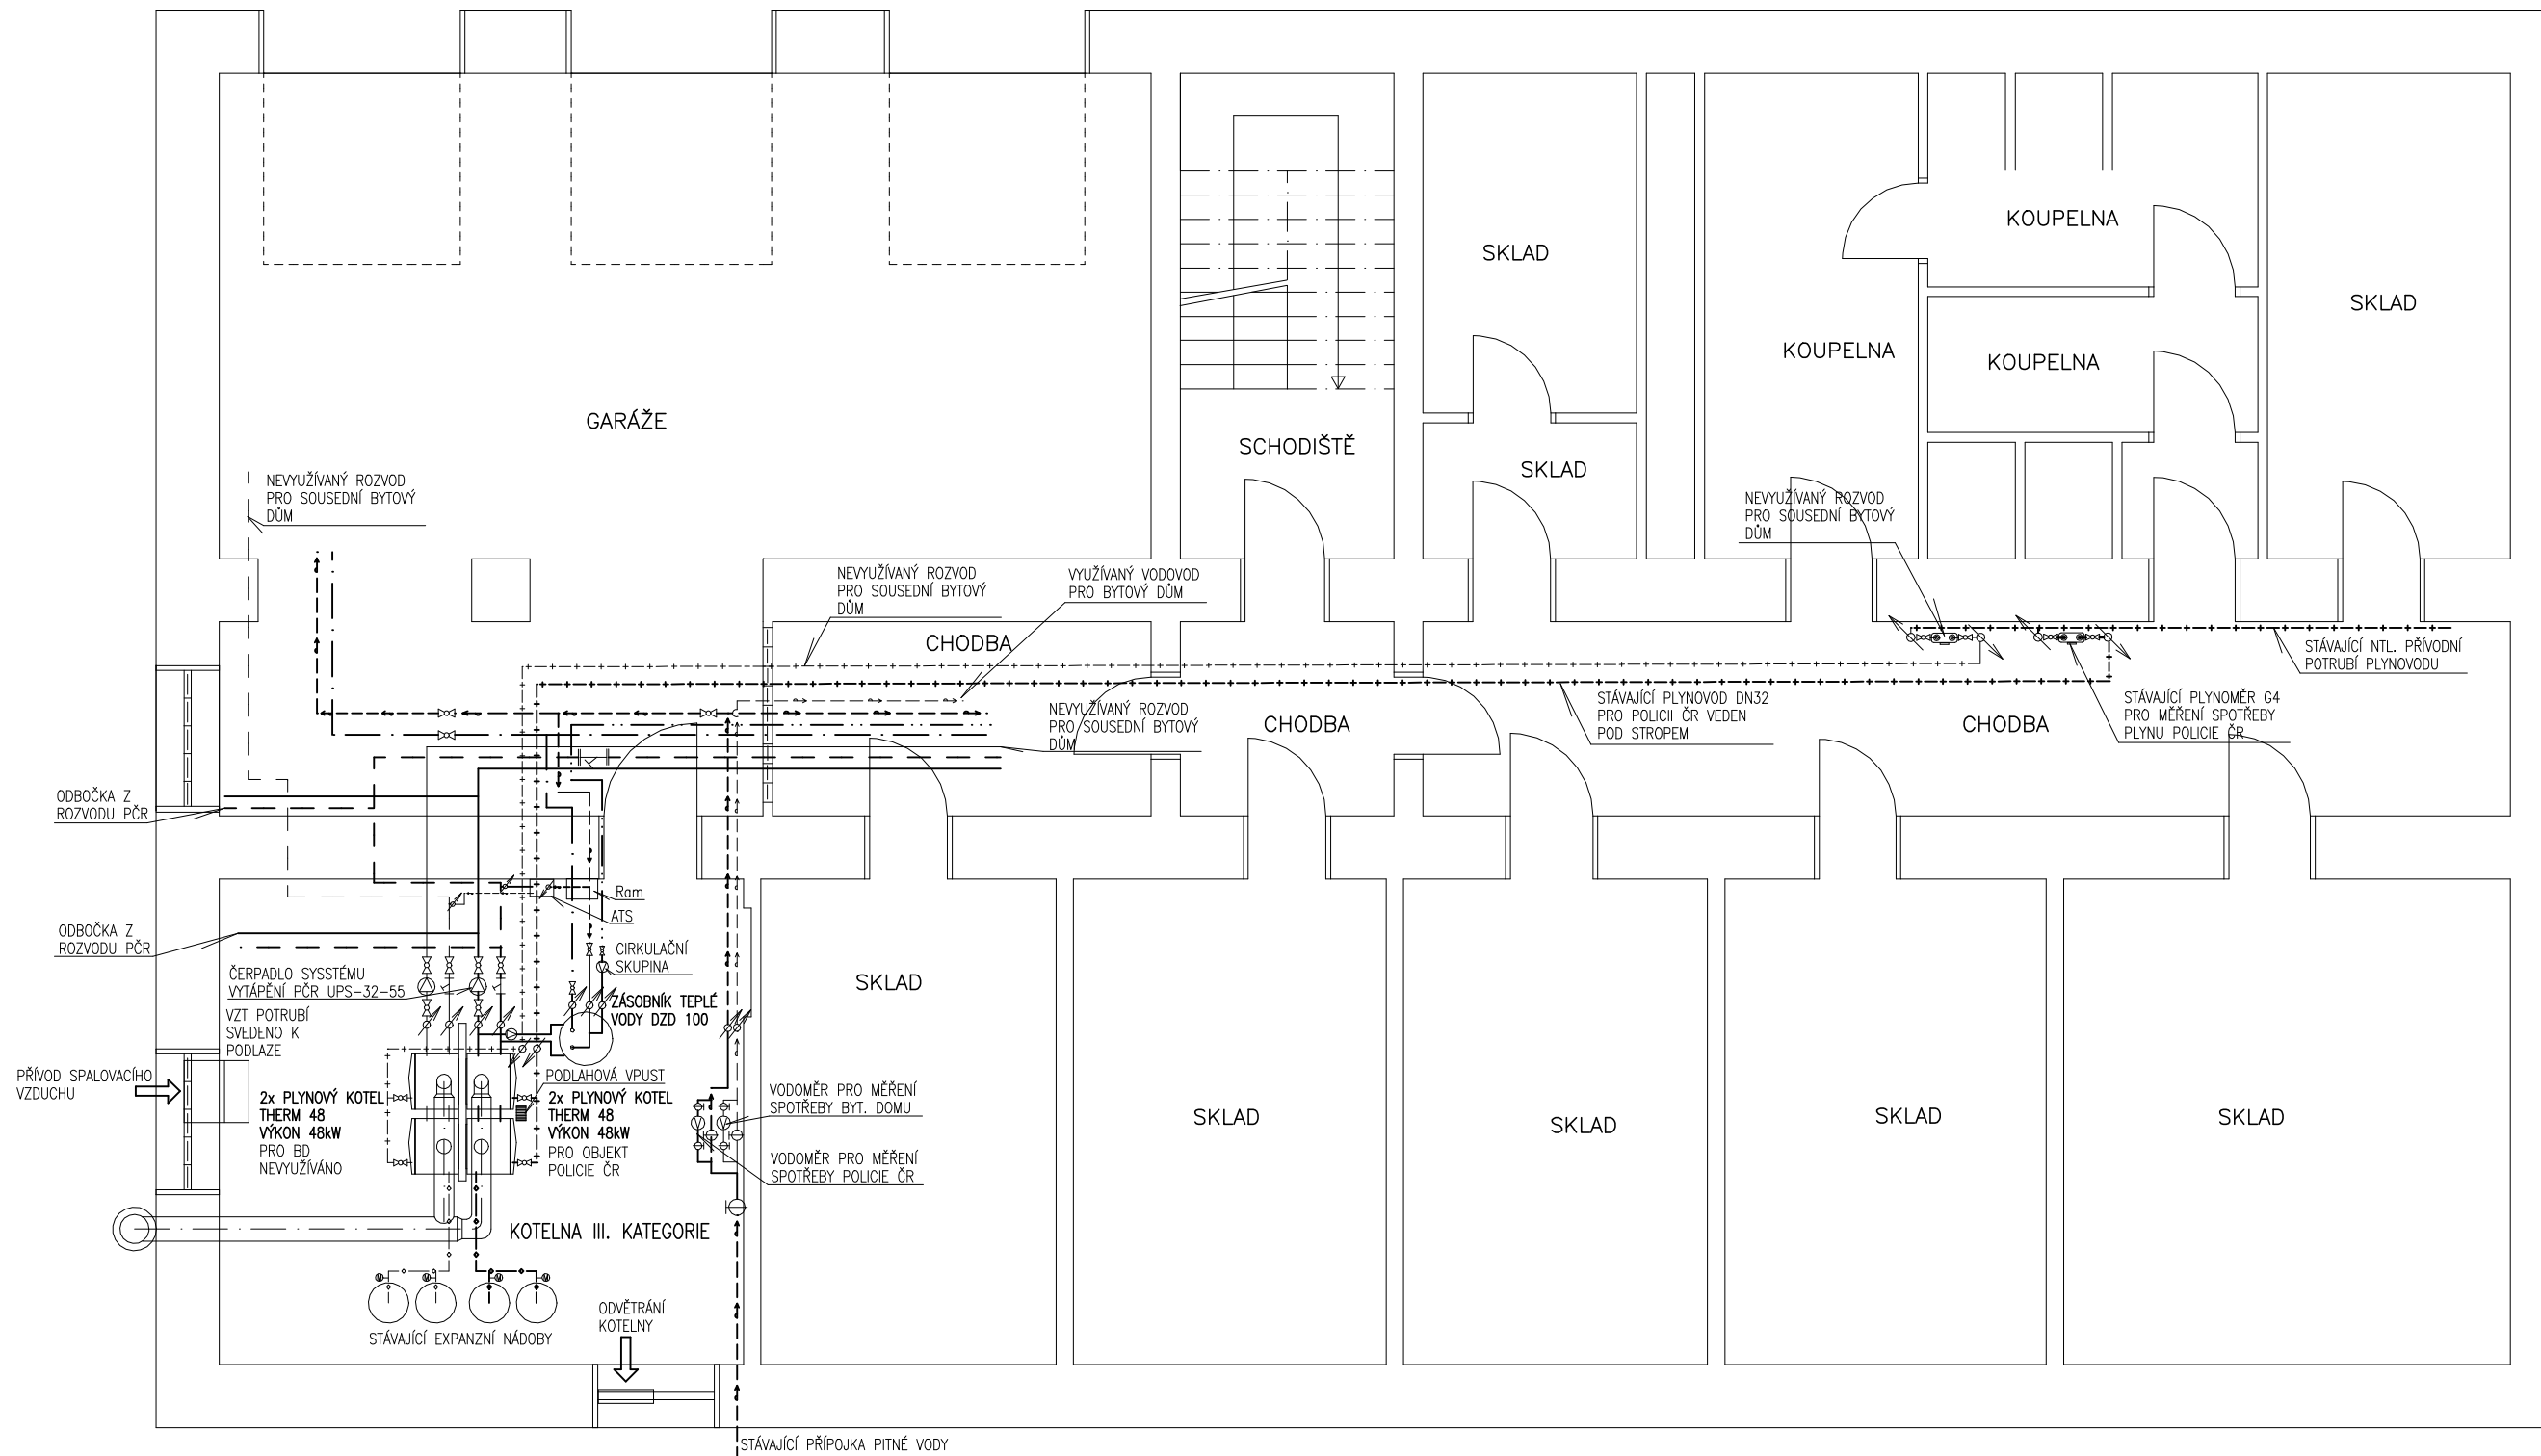 SKLAD
KOUPELNA
SKLAD
KOUPELNA
KOUPELNA
GARÁŽE
SCHODIŠTĚ
SKLAD
NEVYUŽÍVANÝ ROZVOD
PRO SOUSEDNÍ BYTOVÝ
DŮM
NEVYUŽÍVANÝ ROZVOD
PRO SOUSEDNÍ BYTOVÝ
DŮM
NEVYUŽÍVANÝ ROZVOD
PRO SOUSEDNÍ BYTOVÝ
DŮM
VYUŽÍVANÝ VODOVOD
PRO BYTOVÝ DŮM
CHODBA
STÁVAJÍCÍ NTL. PŘÍVODNÍ
POTRUBÍ PLYNOVODU
NEVYUŽÍVANÝ ROZVOD
PRO SOUSEDNÍ BYTOVÝ
DŮM
CHODBA
STÁVAJÍCÍ PLYNOVOD DN32
PRO POLICII ČR VEDEN
POD STROPEM
CHODBA
STÁVAJÍCÍ PLYNOMĚR G4
PRO MĚŘENÍ SPOTŘEBY
PLYNU POLICIE ČR
ODBOČKA Z
ROZVODU PČR
Ram
ATS
ODBOČKA Z
ROZVODU PČR
CIRKULAČNÍ
SKUPINA
ČERPADLO SYSSTÉMU
VYTÁPĚNÍ PČR UPS-32-55
ZÁSOBNÍK TEPLÉ
VODY DZD 100
SKLAD
VZT POTRUBÍ
SVEDENO K
PODLAZE
PŘÍVOD SPALOVACÍHO
VZDUCHU
PODLAHOVÁ VPUST
2x PLYNOVÝ KOTEL
THERM 48
VÝKON 48kW
PRO BD
NEVYUŽÍVÁNO
2x PLYNOVÝ KOTEL
THERM 48
VÝKON 48kW
PRO OBJEKT
POLICIE ČR
VODOMĚR PRO MĚŘENÍ
SPOTŘEBY BYT. DOMU
VODOMĚR PRO MĚŘENÍ
SPOTŘEBY POLICIE ČR
SKLAD
SKLAD
SKLAD
SKLAD
KOTELNA III. KATEGORIE
M
M
M
M
STÁVAJÍCÍ EXPANZNÍ NÁDOBY
ODVĚTRÁNÍ
KOTELNY
STÁVAJÍCÍ PŘÍPOJKA PITNÉ VODY